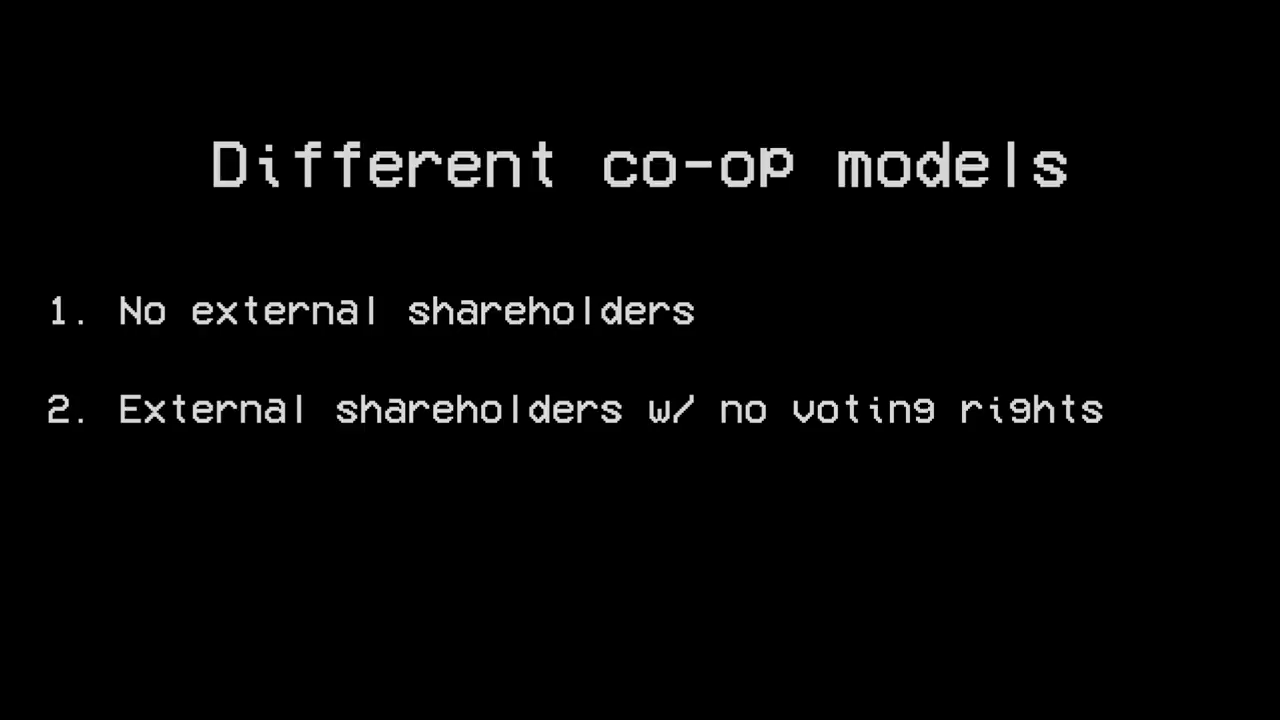 Different co-op models
1. No external shareholders
2. External shareholders w/ no voting rights